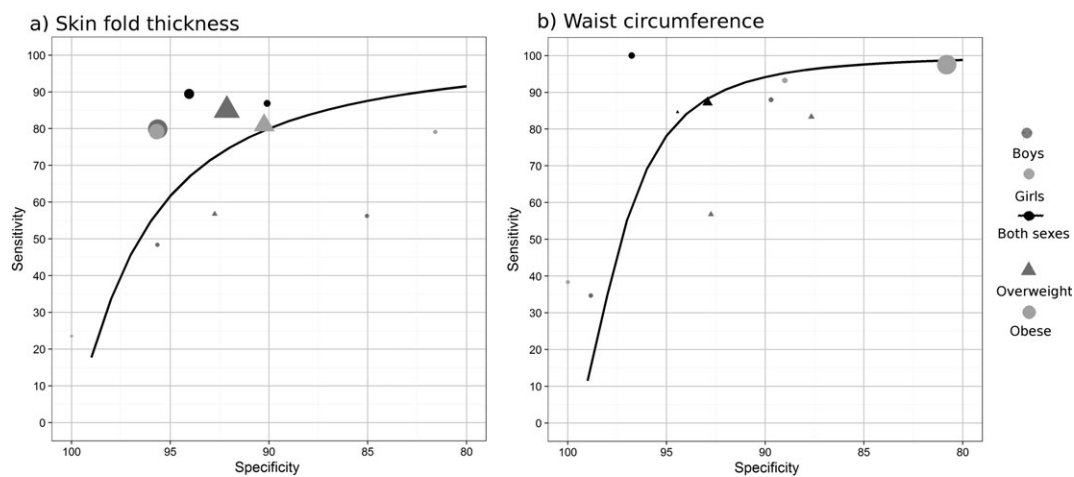 a) Skin fold thickness
100
90
80
70
60
50
40
30
20
10
0
Sensitivity
100 95 90 85 80
Specificity
b) Waist circumference
100
90
80
70
60
50
40
30
20
10
0
Sensitivity
100 95 90 85 80
Specificity
Boys
Girls
Both sexes
Overweight
Obese